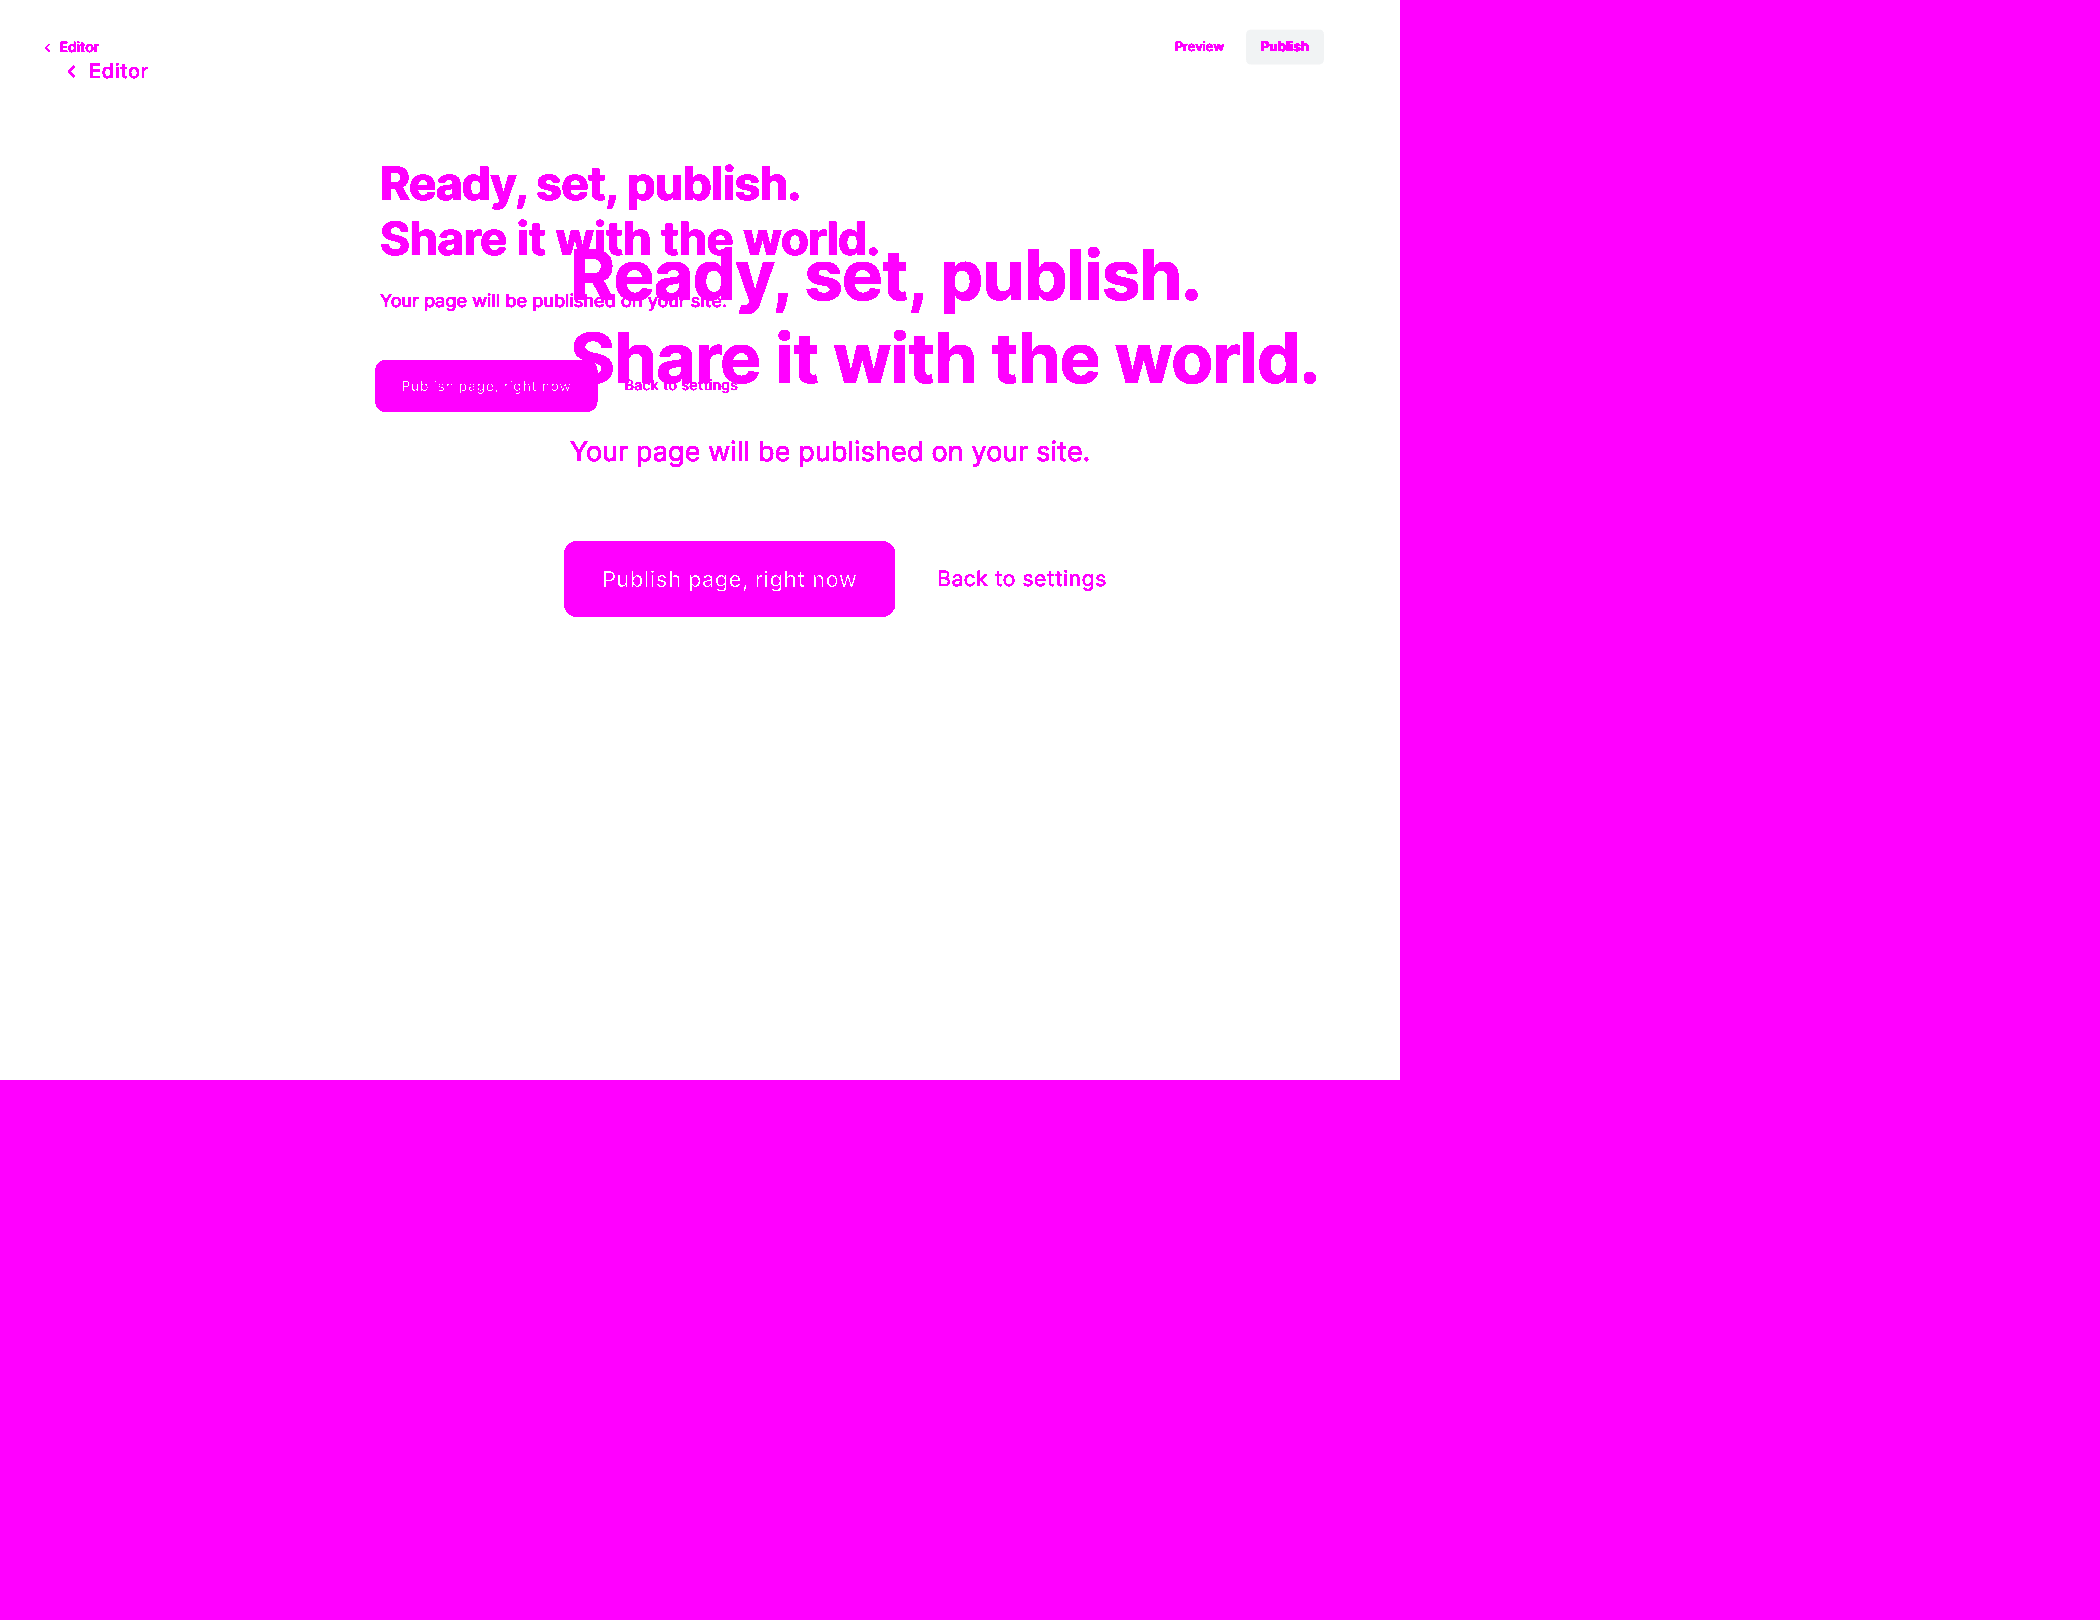 Editor
Preview
Publish
Editor
Ready, set, publish.
Share it with the world.
Your page will be published on your site.
Publish page, right now
Back to settings
Ready, set, publish.
Share it with the world.
Your page will be published on your site.
Publish page, right now
Back to settings